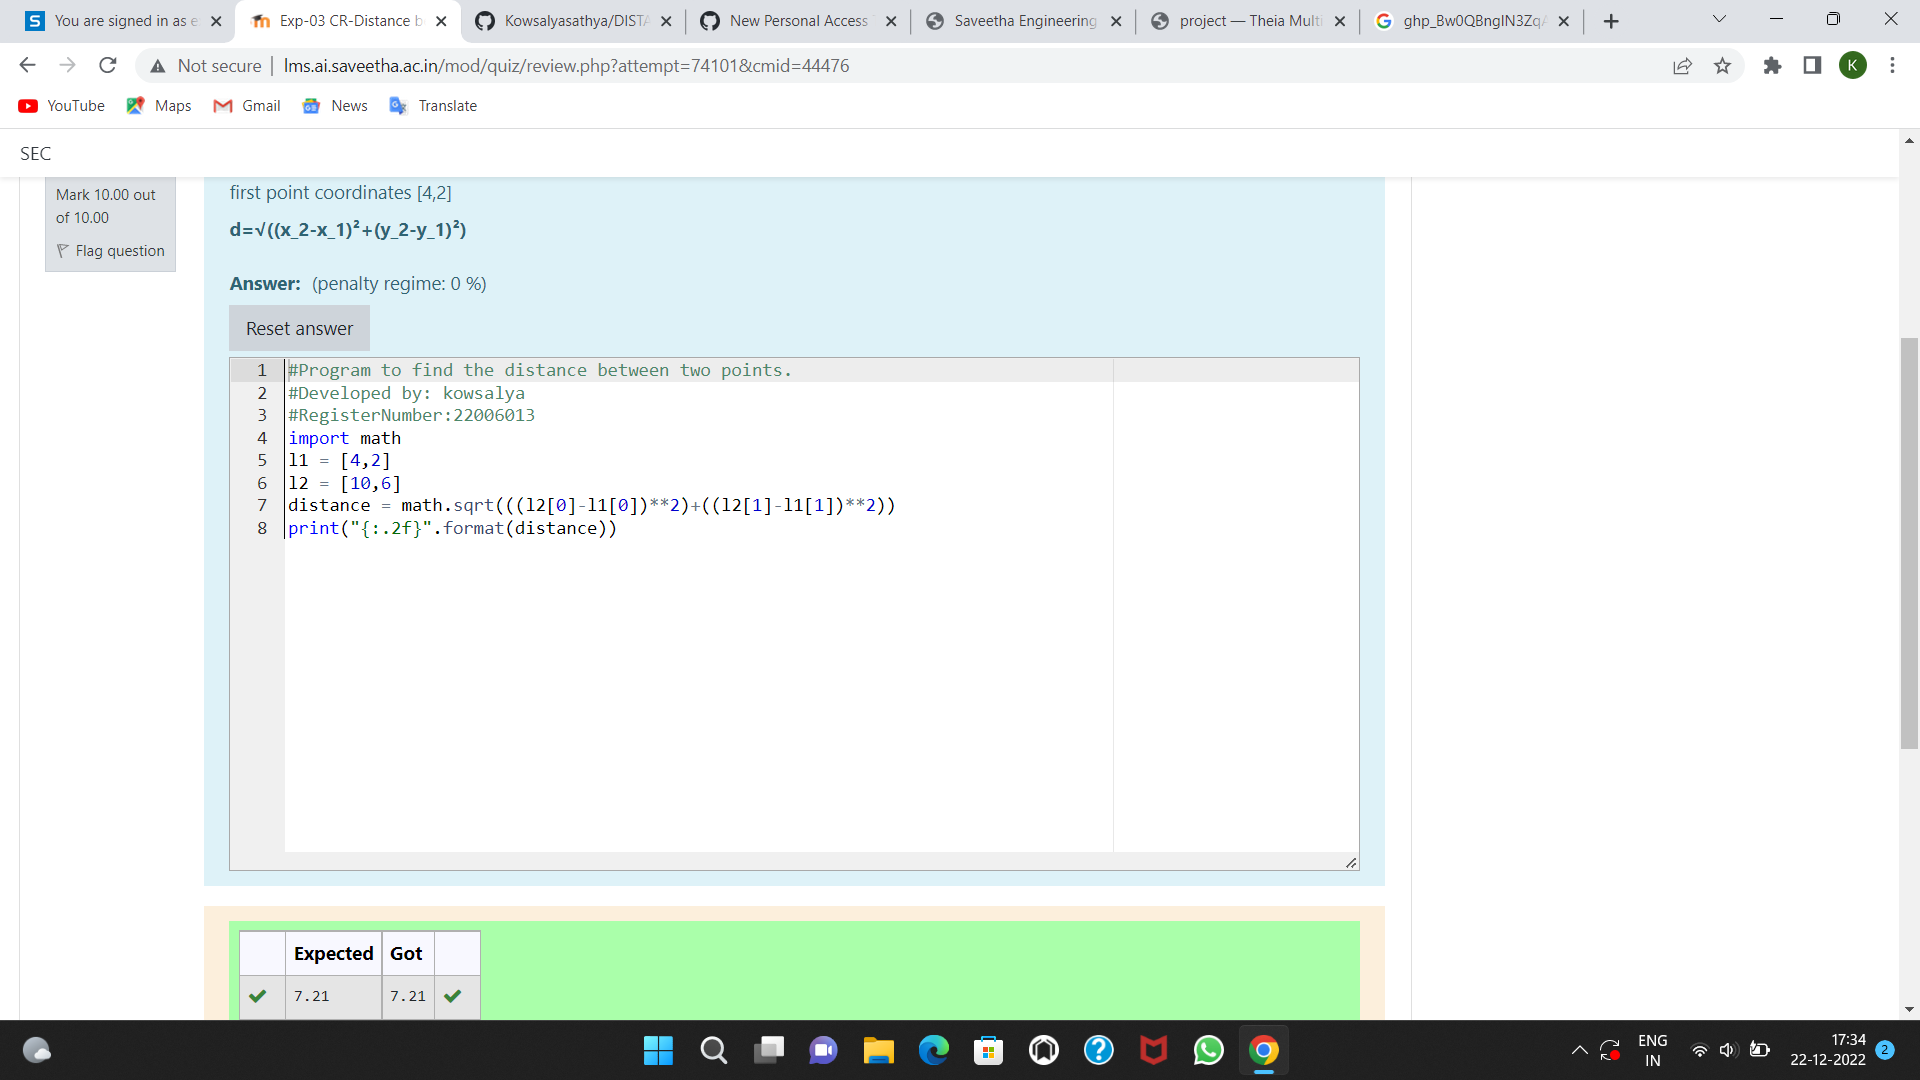 You are signed in as e
Exp-03 CR-Distance b
Kowsalyasathya/DISTA
New Personal Access T
Saveetha Engineering
project — Theia Multi
Not secure
lms.ai.saveetha.ac.in/mod/quiz/review.php?attempt=74101&cmid=44476
K
YouTube
Maps
Gmail
News
Translate
SEC
Mark 10.00 out
of 10.00
Flag question
first point coordinates [4,2]
d=√((x_2-x_1)²+(y_2-y_1)²)
Answer: (penalty regime: 0 %)
Reset answer
1 #Program to find the distance between two points.
2 #Developed by: kowsalya
3 #RegisterNumber:22006013
4 import math
5 l1 = [4,2]
6 l2 = [10,6]
7 distance = math.sqrt(((l2[0]-l1[0])**2)+((l2[1]-l1[1])**2))
8 print("{:.2f}".format(distance))
Expected Got
7.21 7.21
ENG
IN
17:34
22-12-2022
2